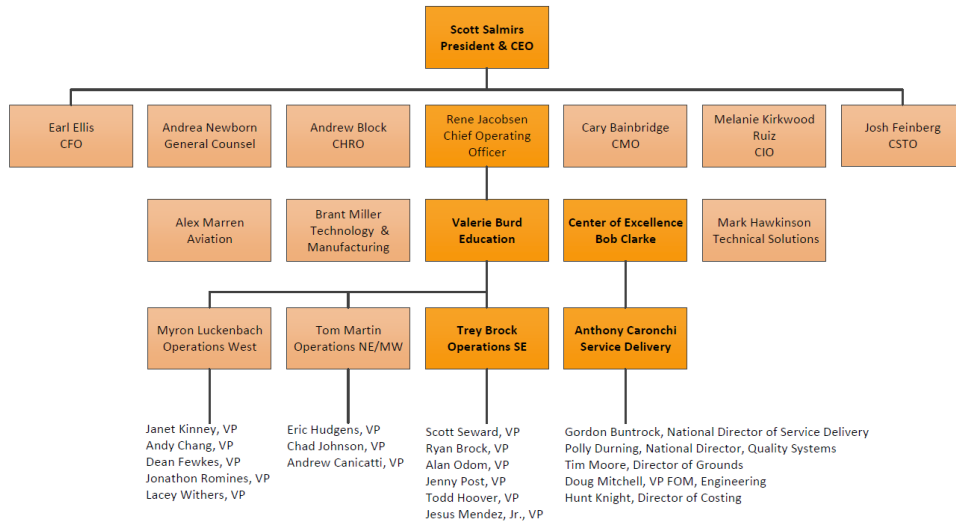 Scott Salmirs
President & CEO
Earl Ellis
CFO
Andrea Newborn
General Counsel
Andrew Block
CHRO
Rene Jacobsen
Chief Operating
Officer
Cary Bainbridge
CMO
Melanie Kirkwood
Ruiz
CIO
Josh Feinberg
CSTO
Alex Marren
Aviation
Brant Miller
Technology &
Manufacturing
Valerie Burd
Education
Center of Excellence
Bob Clarke
Mark Hawkinson
Technical Solutions
Myron Luckenbach
Operations West
Tom Martin
Operations NE/MW
Trey Brock
Operations SE
Anthony Caronchi
Service Delivery
Janet Kinney, VP
Andy Chang, VP
Dean Fewkes, VP
Jonathon Romines, VP
Lacey Withers, VP
Eric Hudgens, VP
Chad Johnson, VP
Andrew Canicatti, VP
Scott Seward, VP
Ryan Brock, VP
Alan Odom, VP
Jenny Post, VP
Todd Hoover, VP
Jesus Mendez, Jr., VP
Gordon Buntrock, National Director of Service Delivery
Polly Durning, National Director, Quality Systems
Tim Moore, Director of Grounds
Doug Mitchell, VP FOM, Engineering
Hunt Knight, Director of Costing